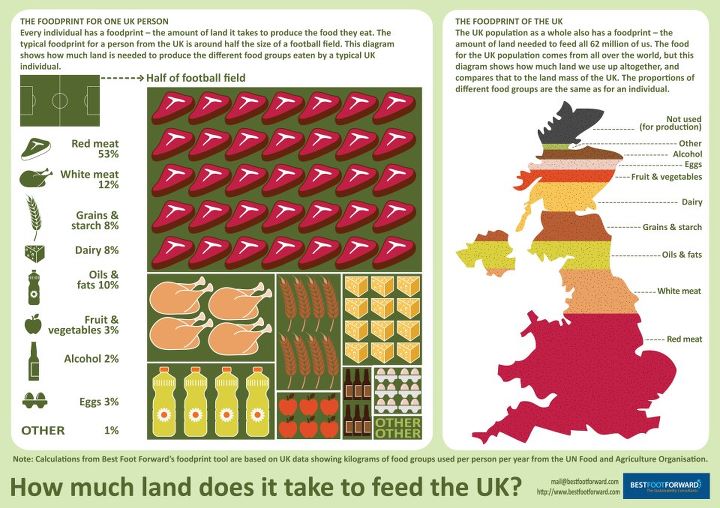 THE FOODPRINT FOR ONE UK PERSON
Every individual has a foodprint – the amount of land it takes to produce the food they eat. The
typical foodprint for a person from the UK is around half the size of a football field. This diagram
shows how much land is needed to produce the different food groups eaten by a typical UK
individual.
Half of football field
Red meat
53%
White meat
12%
Grains &
starch 8%
Dairy 8%
Oils &
fats 10%
Fruit &
vegetables 3%
Alcohol 2%
Eggs 3%
OTHER 1%
OTHER
OTHER
THE FOODPRINT OF THE UK
The UK population as a whole also has a foodprint – the
amount of land needed to feed all 62 million of us. The food
for the UK population comes from all over the world, but this
diagram shows how much land we use up altogether, and
compares that to the land mass of the UK. The proportions of
different food groups are the same as for an individual.
Not used
(for production)
Other
Alcohol
Eggs
Fruit & vegetables
Dairy
Grains & starch
Oils & fats
White meat
Red meat
Note: Calculations from Best Foot Forward's foodprint tool are based on UK data showing kilograms of food groups used per person per year from the UN Food and Agriculture Organisation.
How much land does it take to feed the UK?
mail@bestfootforward.com
http://www.bestfootforward.com
BESTFOOTFORWARD
The Sustainability Consultants